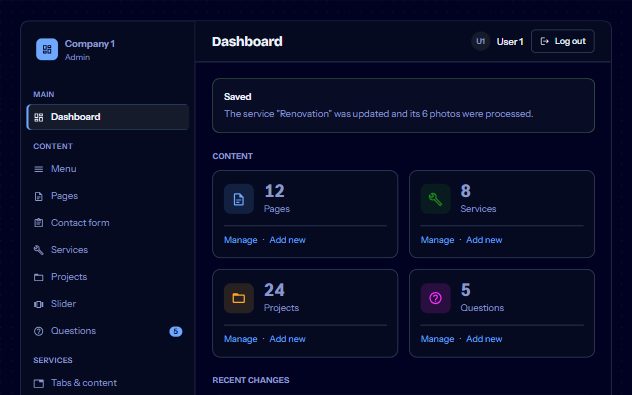 Company 1
Admin
MAIN
Dashboard
CONTENT
Menu
Pages
Contact form
Services
Projects
Slider
Questions 5
SERVICES
Tabs & content
Dashboard
U1 User 1 Log out
Saved
The service "Renovation" was updated and its 6 photos were processed.
CONTENT
12
Pages
Manage · Add new
8
Services
Manage · Add new
24
Projects
Manage · Add new
5
Questions
Manage · Add new
RECENT CHANGES